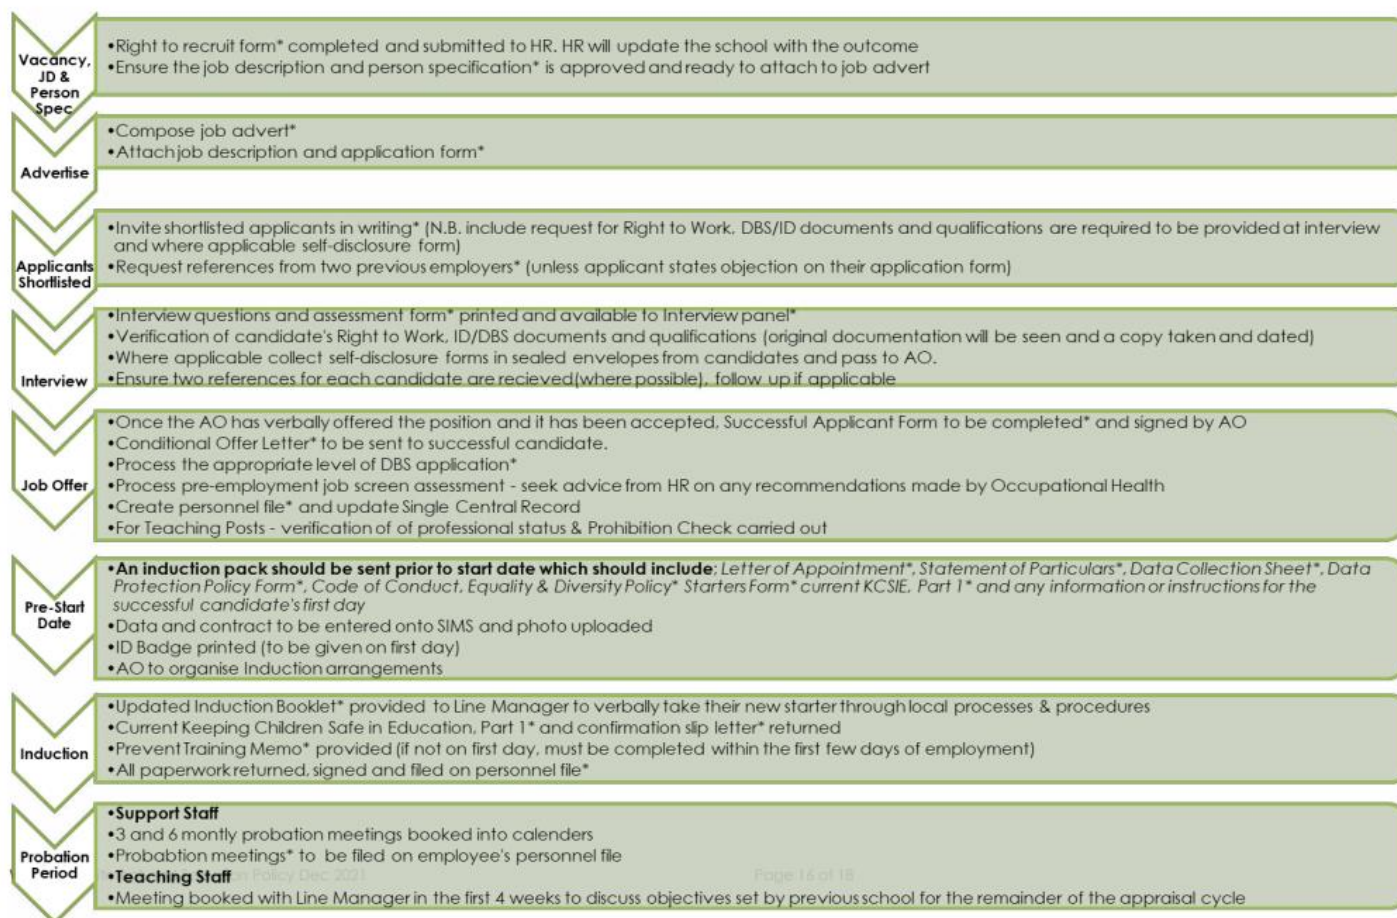 Vacancy,
JD &
Person
Spec
•Right to recruit form* completed and submitted to HR. HR will update the school with the outcome
•Ensure the job description and person specification* is approved and ready to attach to job advert
Advertise
•Compose job advert*
•Attach job description and application form*
Applicants
Shortlisted
•Invite shortlisted applicants in writing* (N.B. include request for Right to Work, DBS/ID documents and qualifications are required to be provided at interview
and where applicable self-disclosure form)
•Request references from two previous employers* (unless applicant states objection on their application form)
Interview
•Interview questions and assessment form* printed and available to Interview panel*
•Verification of candidate's Right to Work, ID/DBS documents and qualifications (original documentation will be seen and a copy taken and dated)
•Where applicable collect self-disclosure forms in sealed envelopes from candidates and pass to AO.
•Ensure two references for each candidate are recieved(where possible), follow up if applicable
Job Offer
•Once the AO has verbally offered the position and it has been accepted, Successful Applicant Form to be completed* and signed by AO
•Conditional Offer Letter* to be sent to successful candidate.
•Process the appropriate level of DBS application*
•Process pre-employment job screen assessment - seek advice from HR on any recommendations made by Occupational Health
•Create personnel file* and update Single Central Record
•For Teaching Posts - verification of of professional status & Prohibition Check carried out
Pre-Start
Date
•An induction pack should be sent prior to start date which should include; Letter of Appointment*, Statement of Particulars*, Data Collection Sheet*, Data
Protection Policy Form*, Code of Conduct, Equality & Diversity Policy* Starters Form* current KCSIE, Part 1* and any information or instructions for the
successful candidate's first day
•Data and contract to be entered onto SIMS and photo uploaded
•ID Badge printed (to be given on first day)
•AO to organise Induction arrangements
Induction
•Updated Induction Booklet* provided to Line Manager to verbally take their new starter through local processes & procedures
•Current Keeping Children Safe in Education, Part 1* and confirmation slip letter* returned
•Prevent Training Memo* provided (if not on first day, must be completed within the first few days of employment)
•All paperwork returned, signed and filed on personnel file*
Probation
Period
•Support Staff
•3 and 6 montly probation meetings booked into calenders
•Probabtion meetings* to be filed on employee's personnel file
•Teaching Staff
Policy Dec 2021
Page 16 of 18
•Meeting booked with Line Manager in the first 4 weeks to discuss objectives set by previous school for the remainder of the appraisal cycle